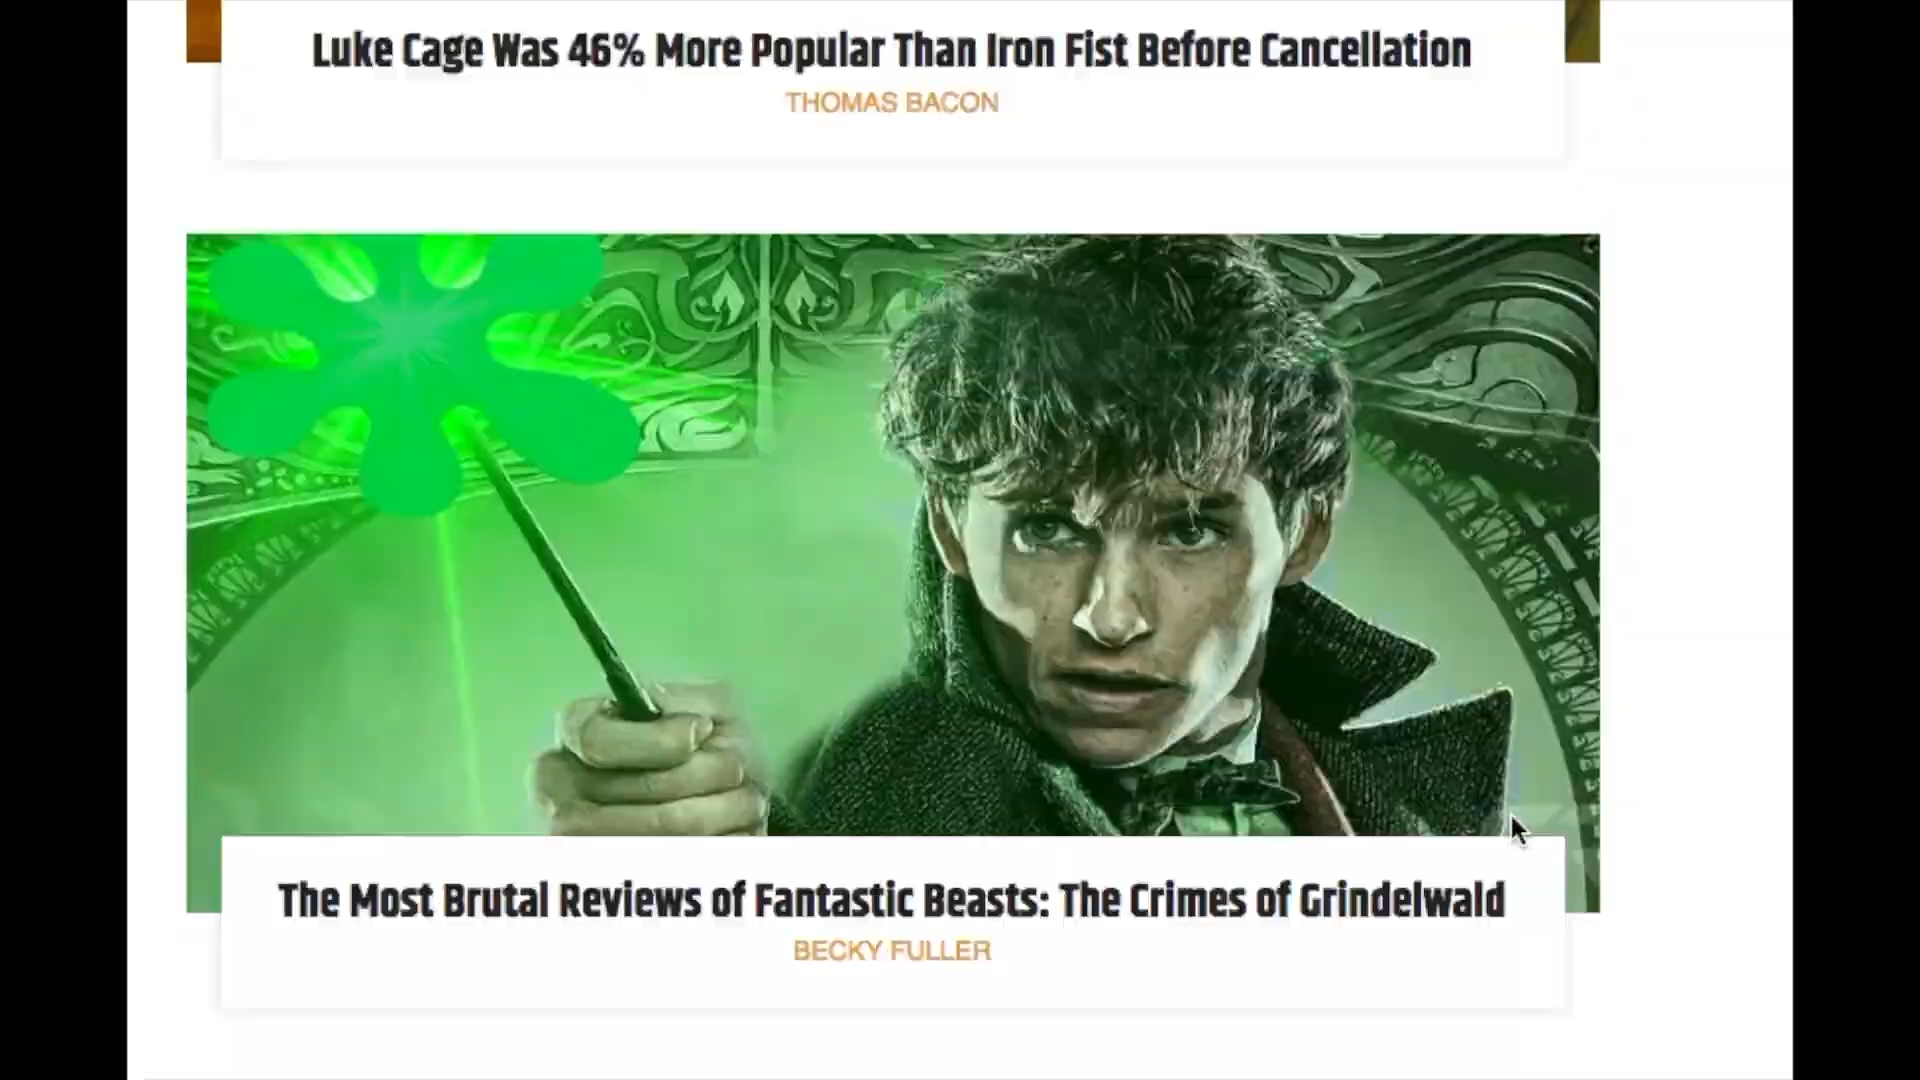 Luke Cage Was 46% More Popular Than Iron Fist Before Cancellation
THOMAS BACON
The Most Brutal Reviews of Fantastic Beasts: The Crimes of Grindelwald
BECKY FULLER